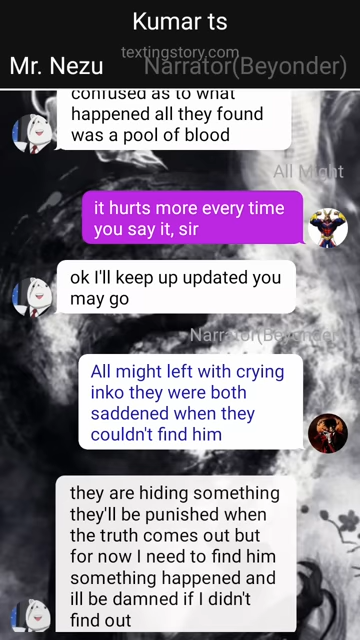 Kumar ts
textingstory.com
Mr. Nezu Narrator(Beyonder)
confused as to what
happened all they found
was a pool of blood
All Might
it hurts more every time
you say it, sir
ok I'll keep up updated you
may go
Narrator(Beyonder)
All might left with crying
inko they were both
saddened when they
couldn't find him
they are hiding something
they'll be punished when
the truth comes out but
for now I need to find him
something happened and
ill be damned if I didn't
find out